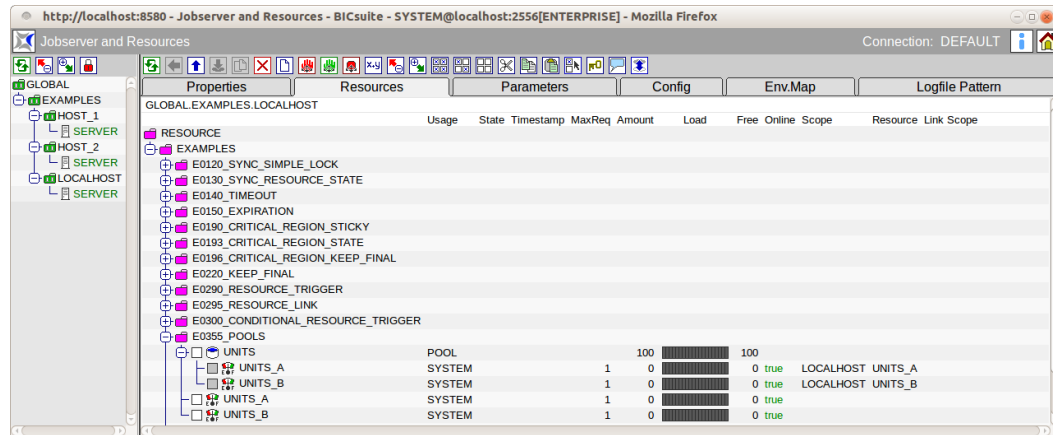 http://localhost:8580 - Jobserver and Resources - BICsuite - SYSTEM@localhost:2556[ENTERPRISE] - Mozilla Firefox
Jobserver and Resources Connection: DEFAULT
GLOBAL
EXAMPLES
HOST_1
SERVER
HOST_2
SERVER
LOCALHOST
SERVER
Properties Resources Parameters Config Env.Map Logfile Pattern
GLOBAL.EXAMPLES.LOCALHOST
Usage State Timestamp MaxReq Amount Load Free Online Scope Resource Link Scope
RESOURCE
EXAMPLES
E0120_SYNC_SIMPLE_LOCK
E0130_SYNC_RESOURCE_STATE
E0140_TIMEOUT
E0150_EXPIRATION
E0190_CRITICAL_REGION_STICKY
E0193_CRITICAL_REGION_STATE
E0196_CRITICAL_REGION_KEEP_FINAL
E0220_KEEP_FINAL
E0290_RESOURCE_TRIGGER
E0295_RESOURCE_LINK
E0300_CONDITIONAL_RESOURCE_TRIGGER
E0355_POOLS
UNITS POOL 100 100
UNITS_A SYSTEM 1 0 0 true LOCALHOST UNITS_A
UNITS_B SYSTEM 1 0 0 true LOCALHOST UNITS_B
UNITS_A SYSTEM 1 0 0 true
UNITS_B SYSTEM 1 0 0 true